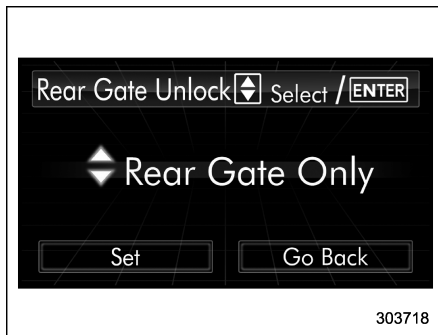 Rear Gate Unlock Select / ENTER
Rear Gate Only
Set Go Back
303718